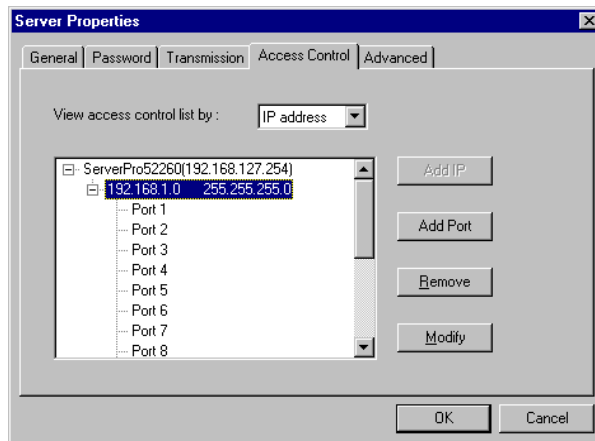 Server Properties
General Password Transmission Access Control Advanced
View access control list by : IP address
ServerPro52260(192.168.127.254)
192.168.1.0 255.255.255.0
Port 1
Port 2
Port 3
Port 4
Port 5
Port 6
Port 7
Port 8
Add IP
Add Port
Remove
Modify
OK Cancel